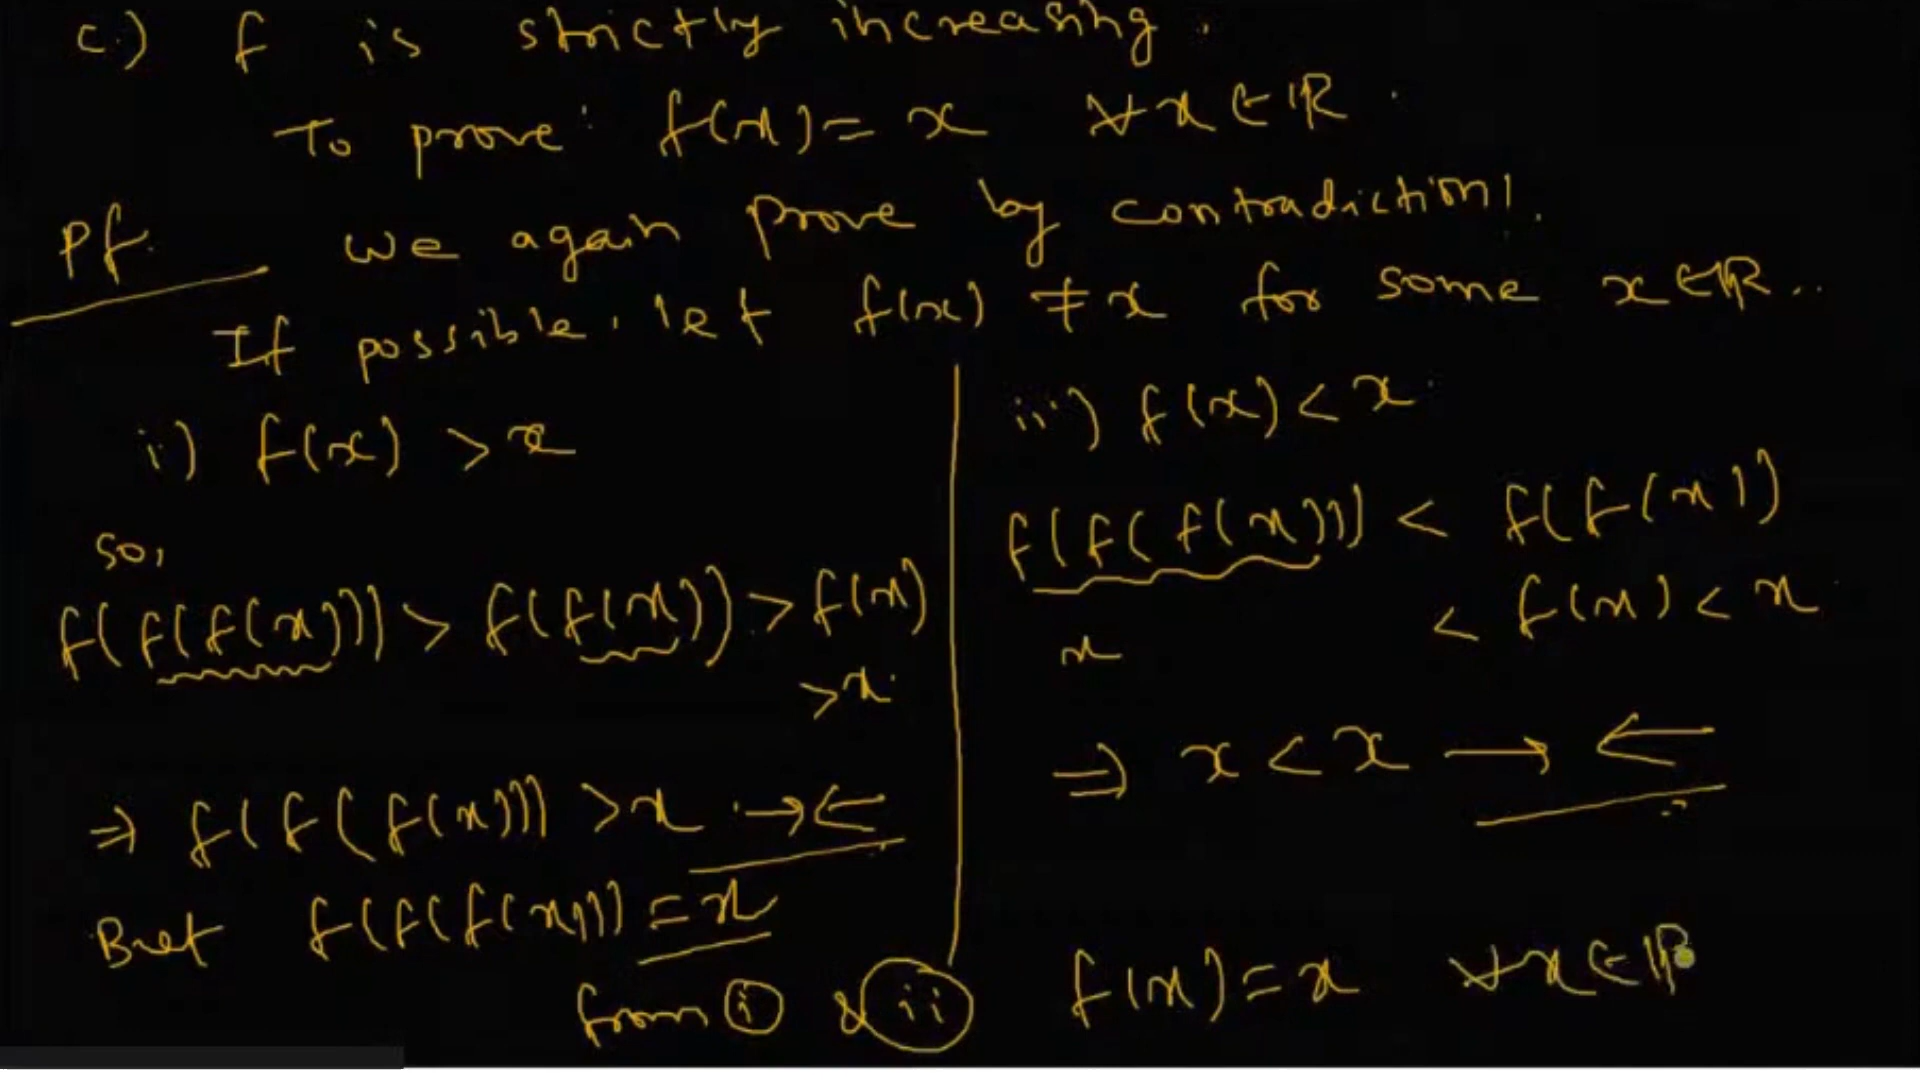 c.) f is strictly increasing.
To prove: f(x) = x ∀ x ∈ ℝ.
Pf. We again prove by contradiction.
If possible, let f(x) ≠ x for some x ∈ ℝ..
i) f(x) > x
so,
f(f(f(x))) > f(f(x)) > f(x)
> x.
⇒ f(f(f(x))) > x →←
But f(f(f(x))) = x
ii) f(x) < x
f(f(f(x))) < f(f(x))
x < f(x) < x
⇒ x < x →←
from (i) & (ii) f(x) = x ∀ x ∈ ℝ